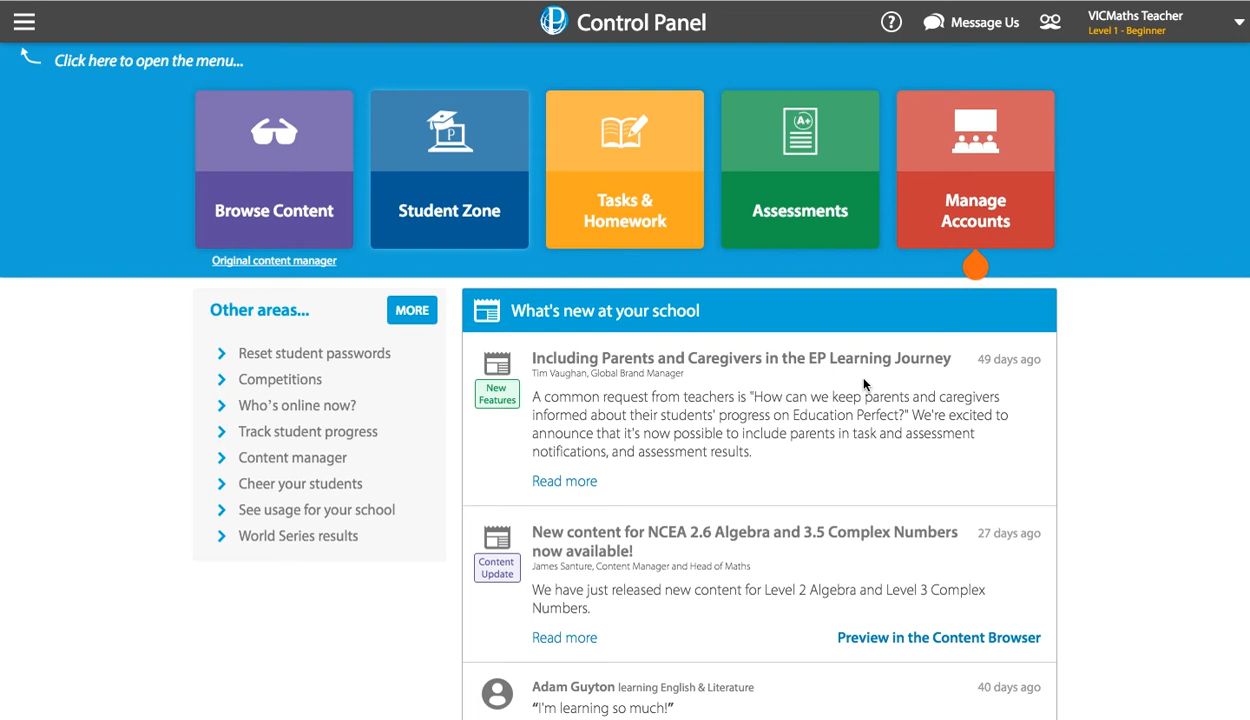 Control Panel
Message Us
VICMaths Teacher
Level 1 - Beginner
Click here to open the menu...
Browse Content
Student Zone
Tasks &
Homework
Assessments
Manage
Accounts
A+
P
Original content manager
Other areas...
MORE
Reset student passwords
Competitions
Who's online now?
Track student progress
Content manager
Cheer your students
See usage for your school
World Series results
What's new at your school
Including Parents and Caregivers in the EP Learning Journey
49 days ago
Tim Vaughan, Global Brand Manager
New
Features
A common request from teachers is "How can we keep parents and caregivers
informed about their students' progress on Education Perfect?" We're excited to
announce that it's now possible to include parents in task and assessment
notifications, and assessment results.
Read more
New content for NCEA 2.6 Algebra and 3.5 Complex Numbers
now available!
27 days ago
James Santure, Content Manager and Head of Maths
Content
Update
We have just released new content for Level 2 Algebra and Level 3 Complex
Numbers.
Read more
Preview in the Content Browser
Adam Guyton learning English & Literature
40 days ago
“I'm learning so much!”